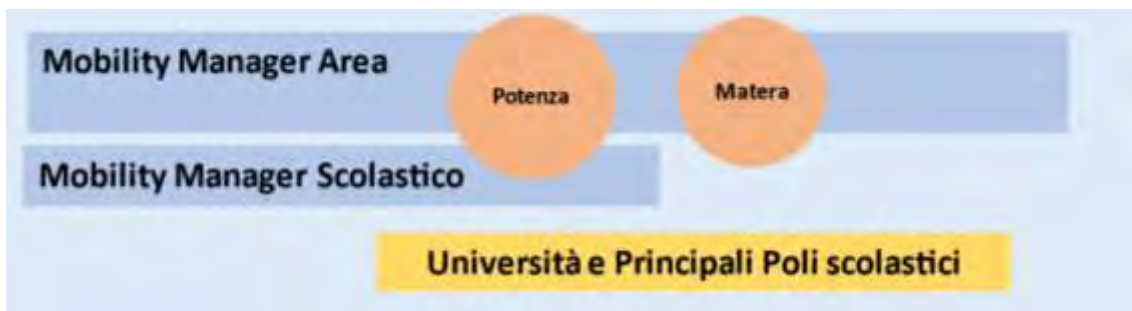 Mobility Manager Area
Potenza
Matera
Mobility Manager Scolastico
Università e Principali Poli scolastici